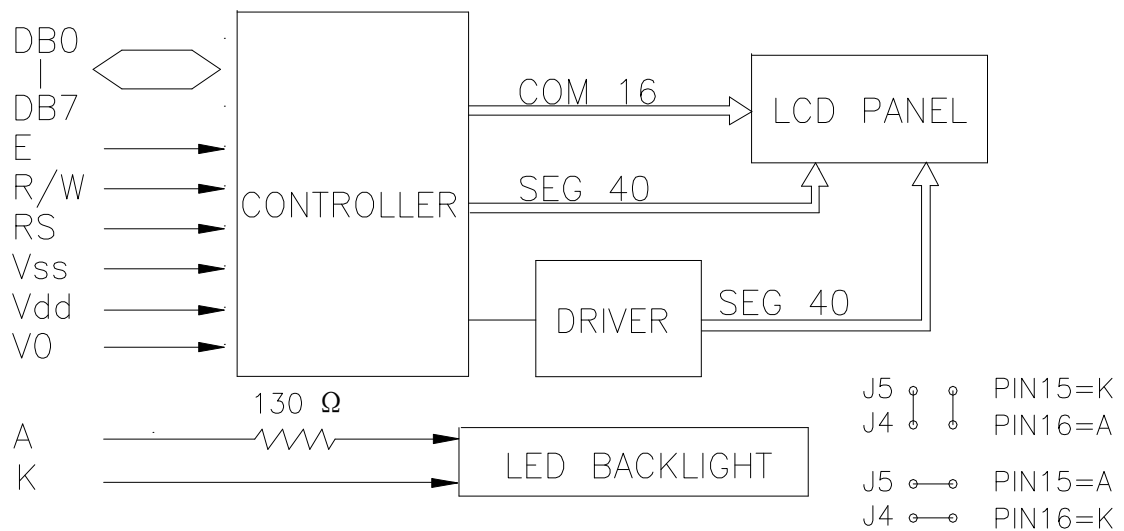 DB0
|
DB7
E
R/W
RS
Vss
Vdd
V0
CONTROLLER
COM 16
LCD PANEL
SEG 40
DRIVER
SEG 40
130 Ω
A
K
LED BACKLIGHT
J5 PIN15=K
J4 PIN16=A
J5 PIN15=A
J4 PIN16=K